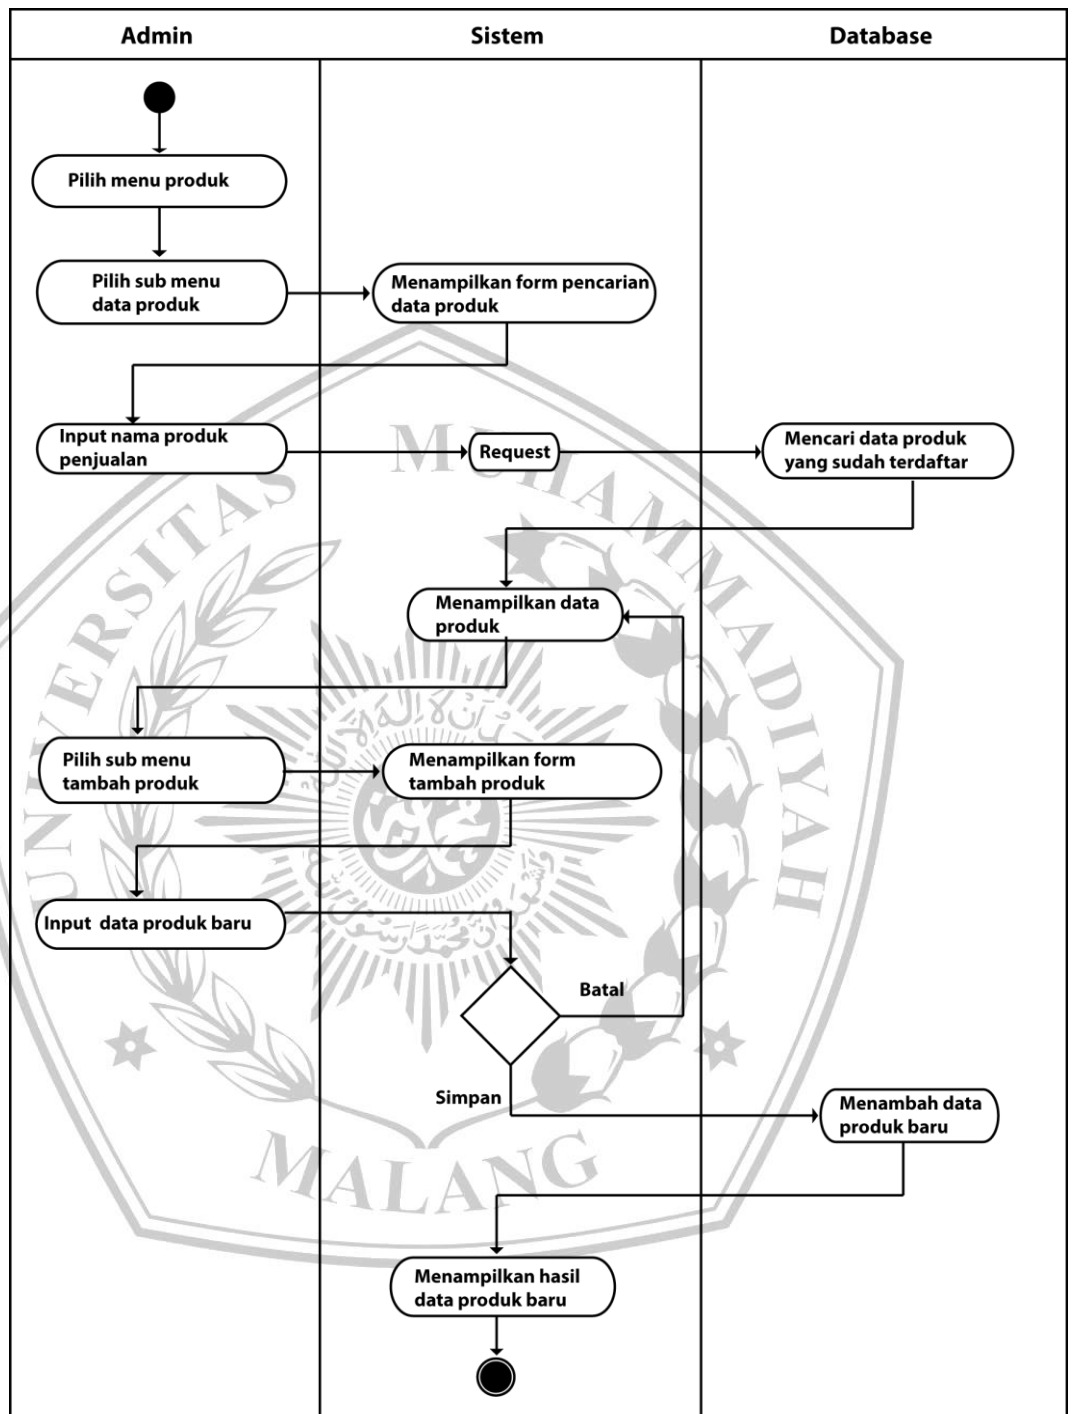 Admin
Sistem
Database
Pilih menu produk
Pilih sub menu
data produk
Menampilkan form pencarian
data produk
Input nama produk
penjualan
Request
Mencari data produk
yang sudah terdaftar
Menampilkan data
produk
Pilih sub menu
tambah produk
Menampilkan form
tambah produk
Input data produk baru
Batal
Simpan
Menambah data
produk baru
Menampilkan hasil
data produk baru
UNIVERSITAS MUHAMMADIYAH
MALANG